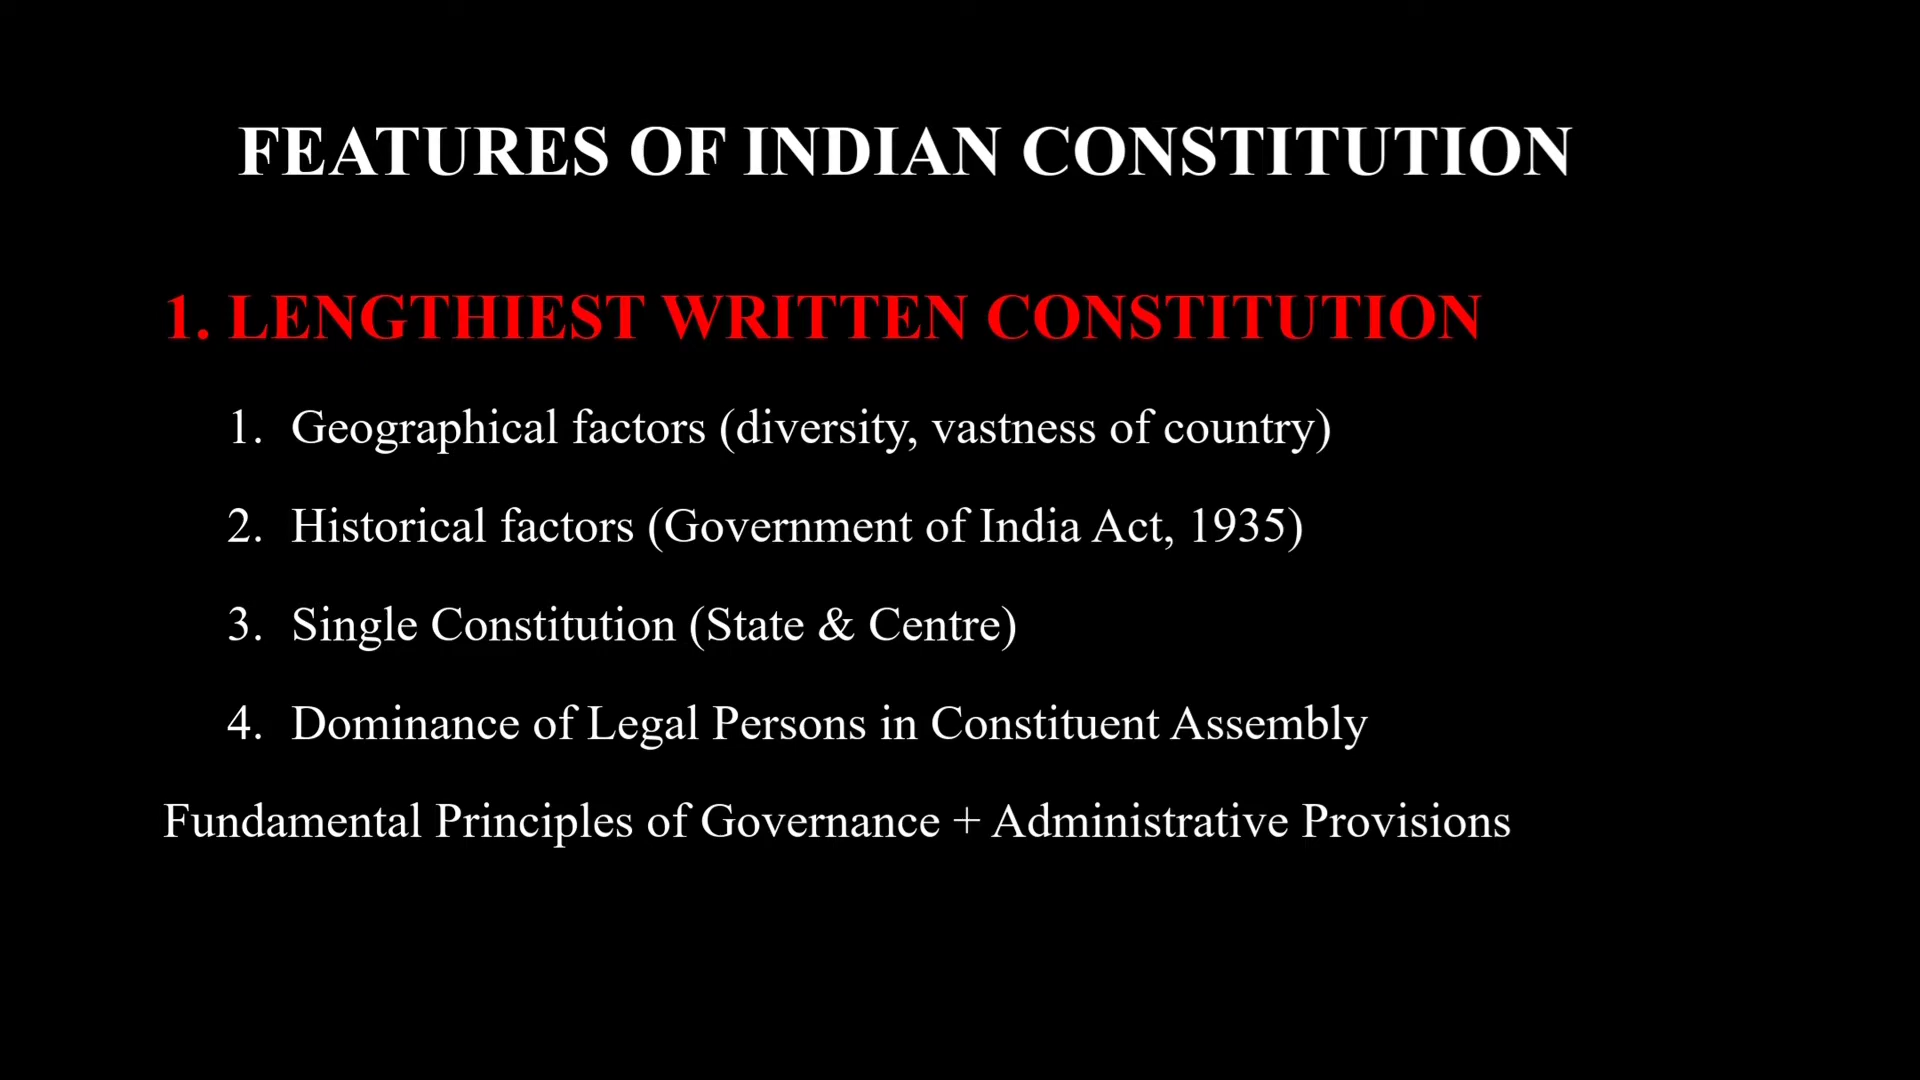 FEATURES OF INDIAN CONSTITUTION
1. LENGTHIEST WRITTEN CONSTITUTION
1. Geographical factors (diversity, vastness of country)
2. Historical factors (Government of India Act, 1935)
3. Single Constitution (State & Centre)
4. Dominance of Legal Persons in Constituent Assembly
Fundamental Principles of Governance + Administrative Provisions